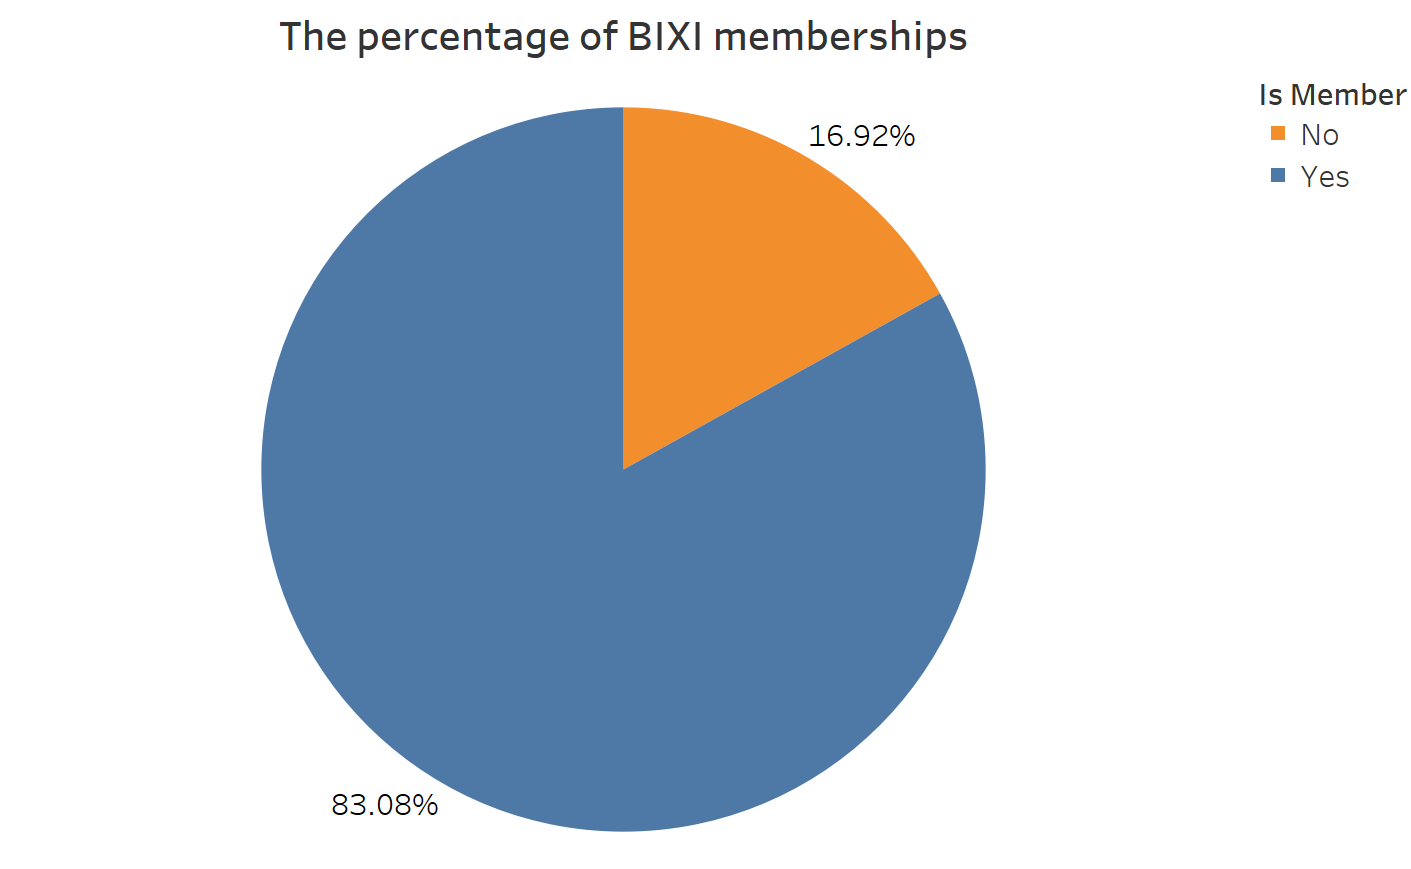 The percentage of BIXI memberships
Is Member
No
Yes
16.92%
83.08%